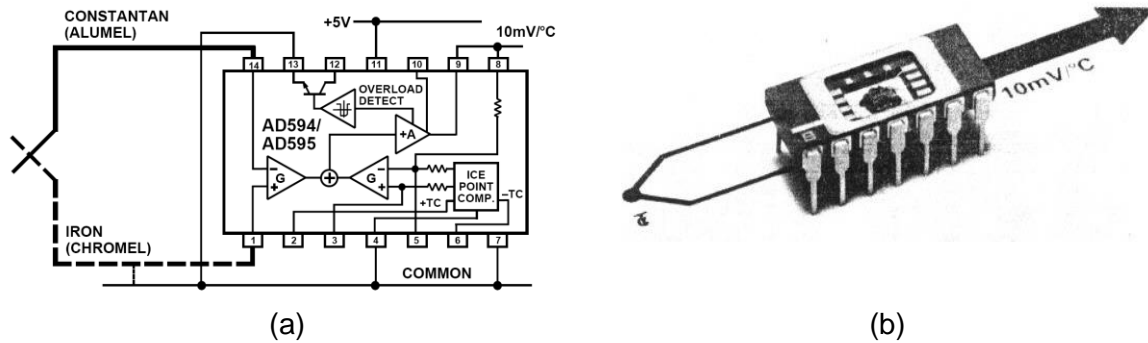 CONSTANTAN
(ALUMEL)
+5V
10mV/°C
14 13 12 11 10 9 8
OVERLOAD
DETECT
AD594/
AD595
+A
−
G
+
−
G
+
ICE
POINT
COMP.
+TC
−TC
IRON
(CHROMEL)
1 2 3 4 5 6 7
COMMON
10mV/°C
(a)
(b)